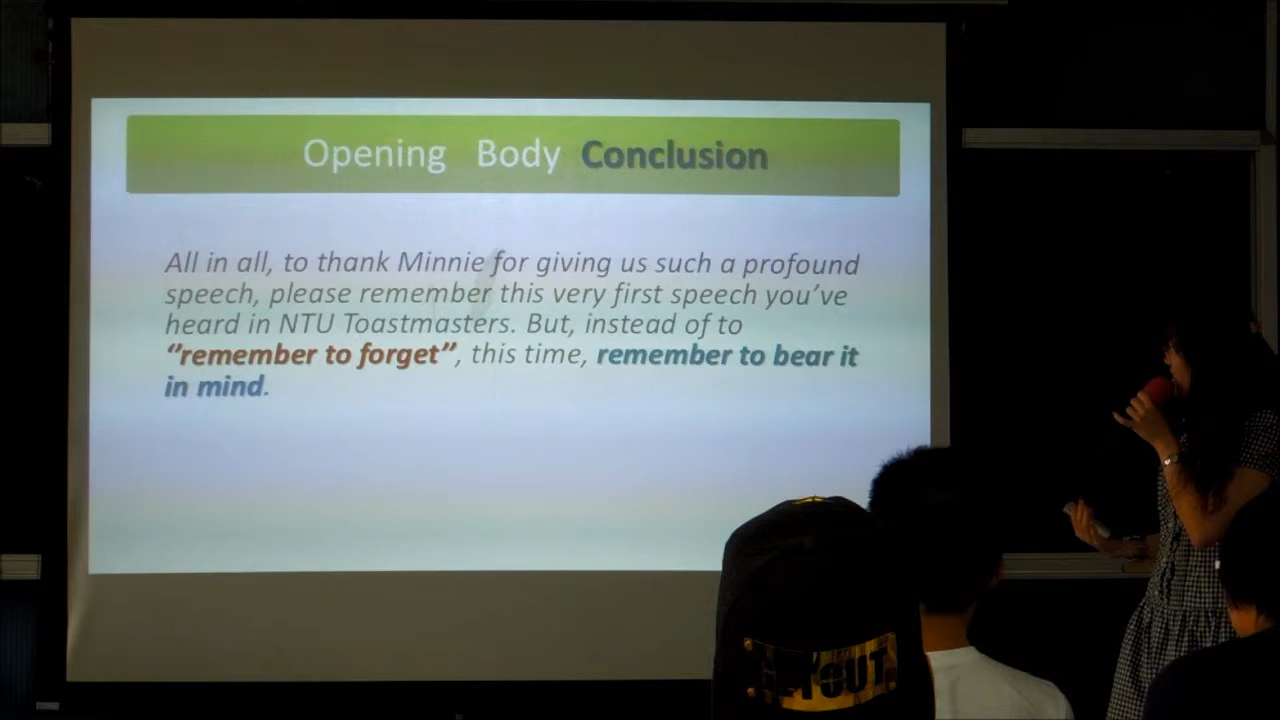 Opening Body Conclusion
All in all, to thank Minnie for giving us such a profound
speech, please remember this very first speech you've
heard in NTU Toastmasters. But, instead of to
"remember to forget", this time, remember to bear it
in mind.